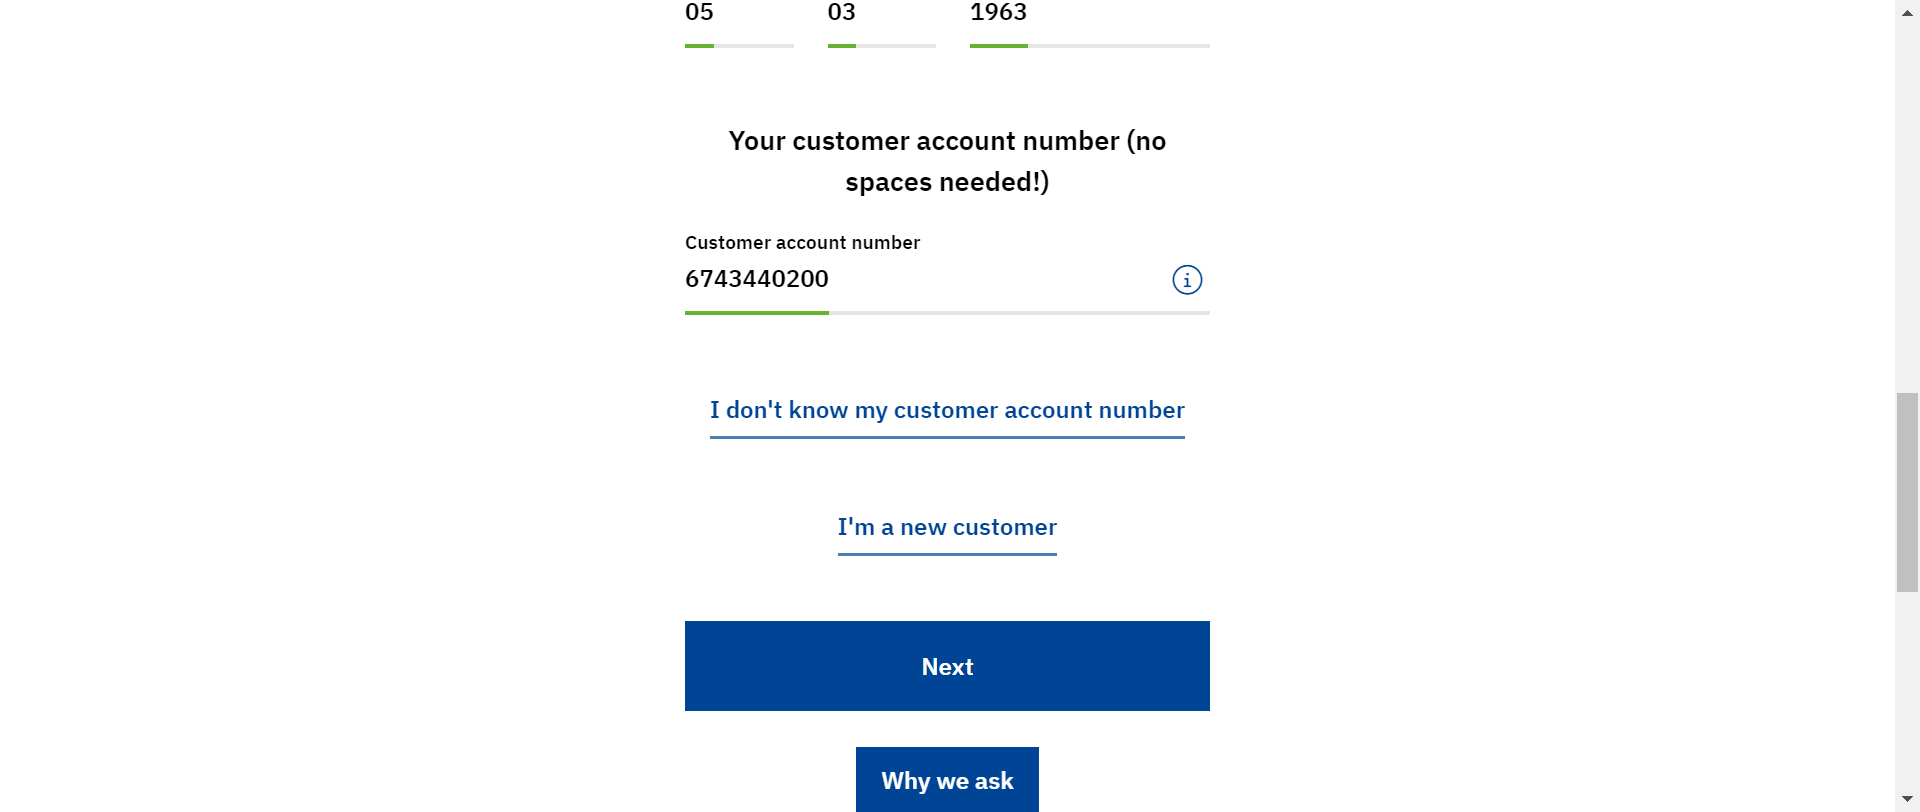 05 03 1963
Your customer account number (no
spaces needed!)
Customer account number
6743440200
I don't know my customer account number
I'm a new customer
Next
Why we ask